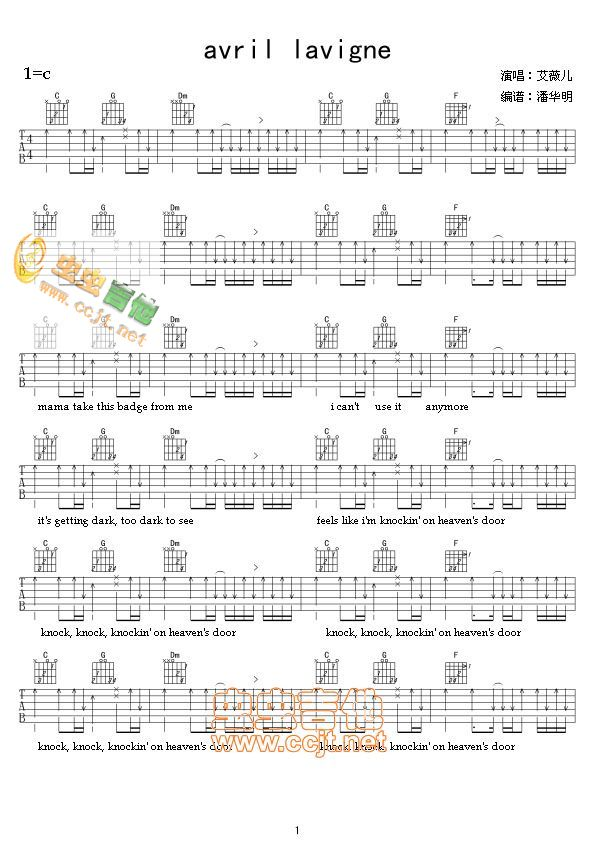 avril lavigne
1=c
演唱：艾薇儿
编谱：潘华明
C G Dm C G F
T A B 4 4
C G Dm C G F
T A B
虫虫吉他
www.ccjt.net
C G Dm C G F
T A B
mama take this badge from me i can't use it anymore
C G Dm C G F
T A B
it's getting dark, too dark to see feels like i'm knockin' on heaven's door
C G Dm C G F
T A B
knock, knock, knockin' on heaven's door knock, knock, knockin' on heaven's door
C G Dm C G F
T A B
虫虫吉他
www.ccjt.net
knock, knock, knockin' on heaven's door knock, knock, knockin' on heaven's door
1